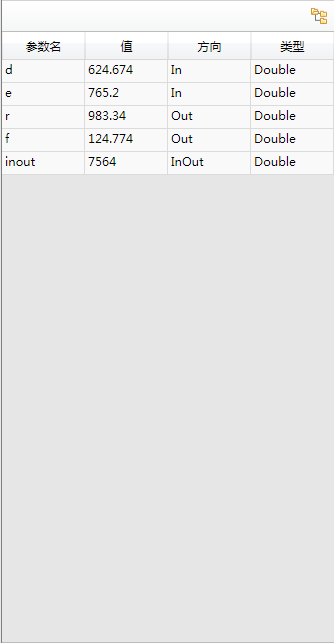 参数名 值 方向 类型
d 624.674 In Double
e 765.2 In Double
r 983.34 Out Double
f 124.774 Out Double
inout 7564 InOut Double